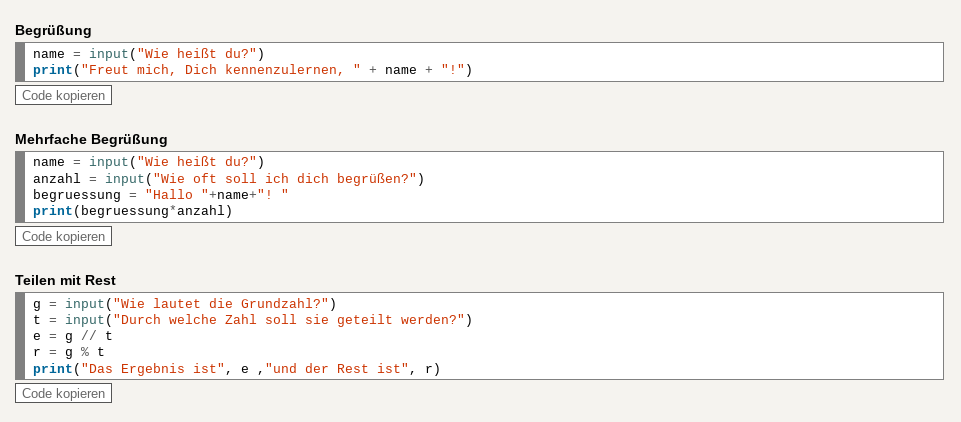 Begrüßung
name = input("Wie heißt du?")
print("Freut mich, Dich kennenzulernen, " + name + "!")
Code kopieren
Mehrfache Begrüßung
name = input("Wie heißt du?")
anzahl = input("Wie oft soll ich dich begrüßen?")
begruessung = "Hallo "+name+"! "
print(begruessung*anzahl)
Code kopieren
Teilen mit Rest
g = input("Wie lautet die Grundzahl?")
t = input("Durch welche Zahl soll sie geteilt werden?")
e = g // t
r = g % t
print("Das Ergebnis ist", e ,"und der Rest ist", r)
Code kopieren